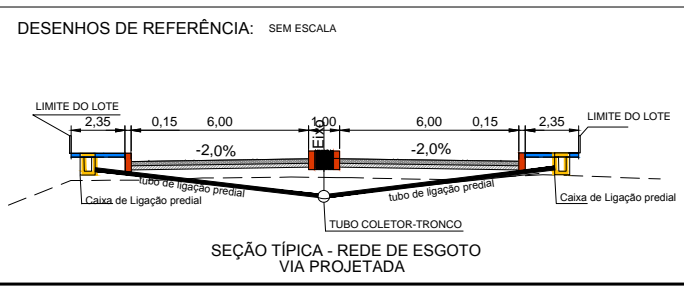 DESENHOS DE REFERÊNCIA: SEM ESCALA
LIMITE DO LOTE
2,35 0,15 6,00 1,00 6,00 0,15 2,35
LIMITE DO LOTE
Eixo
-2,0% -2,0%
tubo de ligação predial tubo de ligação predial
Caixa de Ligação predial Caixa de Ligação predial
TUBO COLETOR-TRONCO
SEÇÃO TÍPICA - REDE DE ESGOTO
VIA PROJETADA